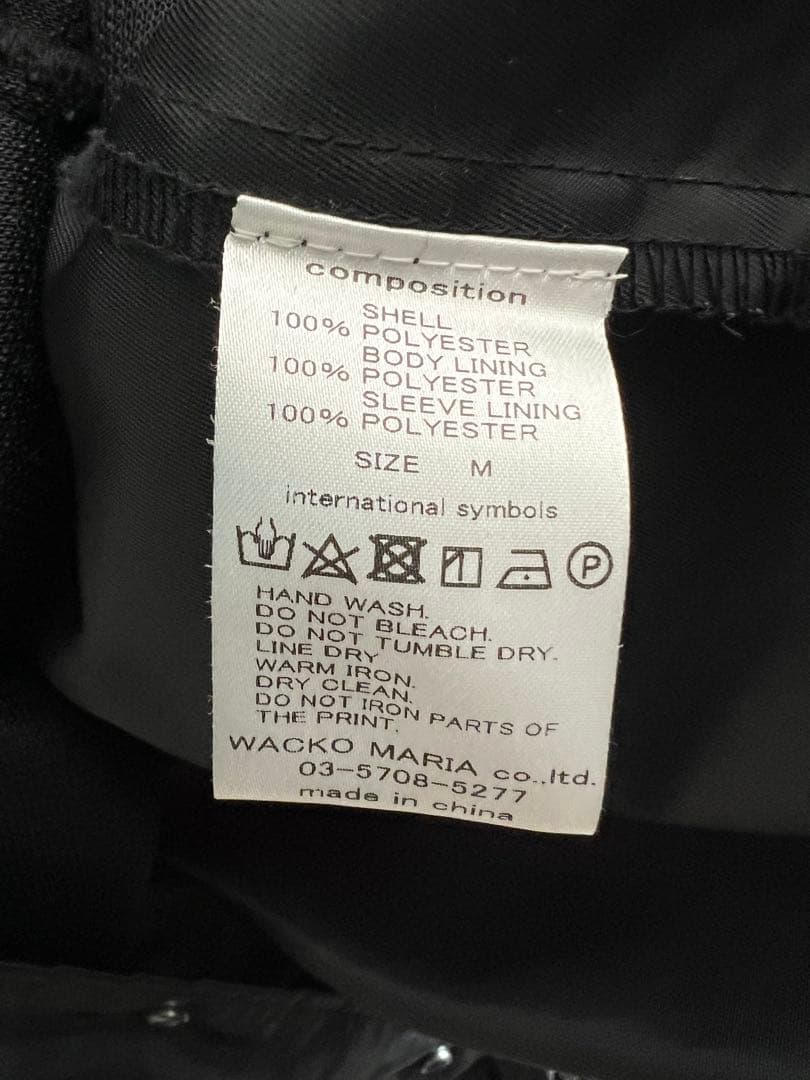 composition
SHELL
100% POLYESTER
BODY LINING
100% POLYESTER
SLEEVE LINING
100% POLYESTER
SIZE M
international symbols
P
HAND WASH.
DO NOT BLEACH.
DO NOT TUMBLE DRY.
LINE DRY
WARM IRON.
DRY CLEAN.
DO NOT IRON PARTS OF
THE PRINT.
WACKO MARIA co.,ltd.
03-5708-5277
made in china